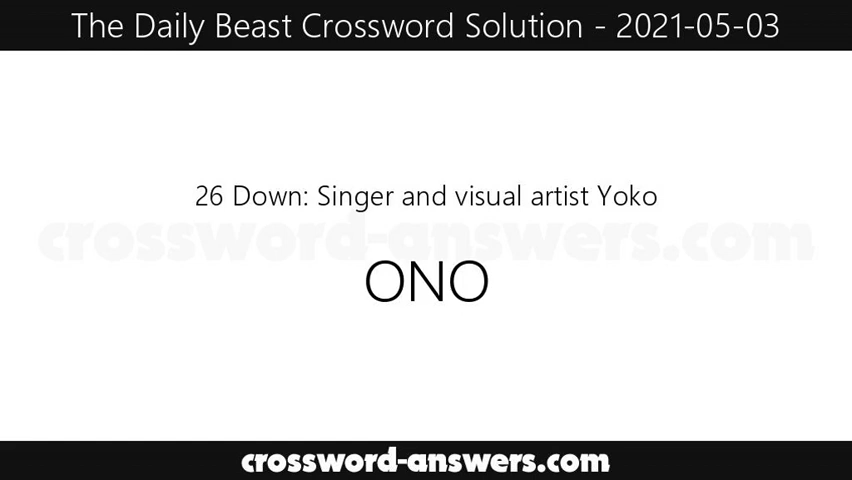 The Daily Beast Crossword Solution - 2021-05-03
26 Down: Singer and visual artist Yoko
crossword-answers.com
ONO
crossword-answers.com